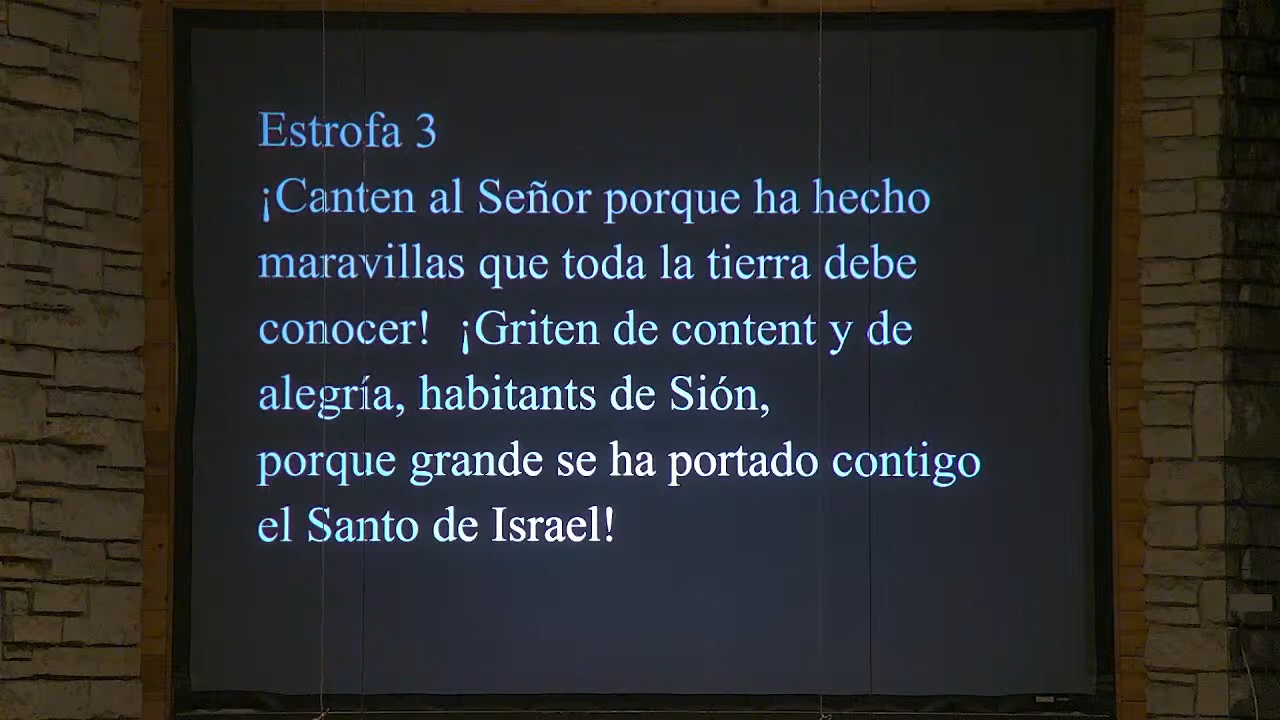 Estrofa 3
¡Canten al Señor porque ha hecho
maravillas que toda la tierra debe
conocer!  ¡Griten de content y de
alegría, habitants de Sión,
porque grande se ha portado contigo
el Santo de Israel!